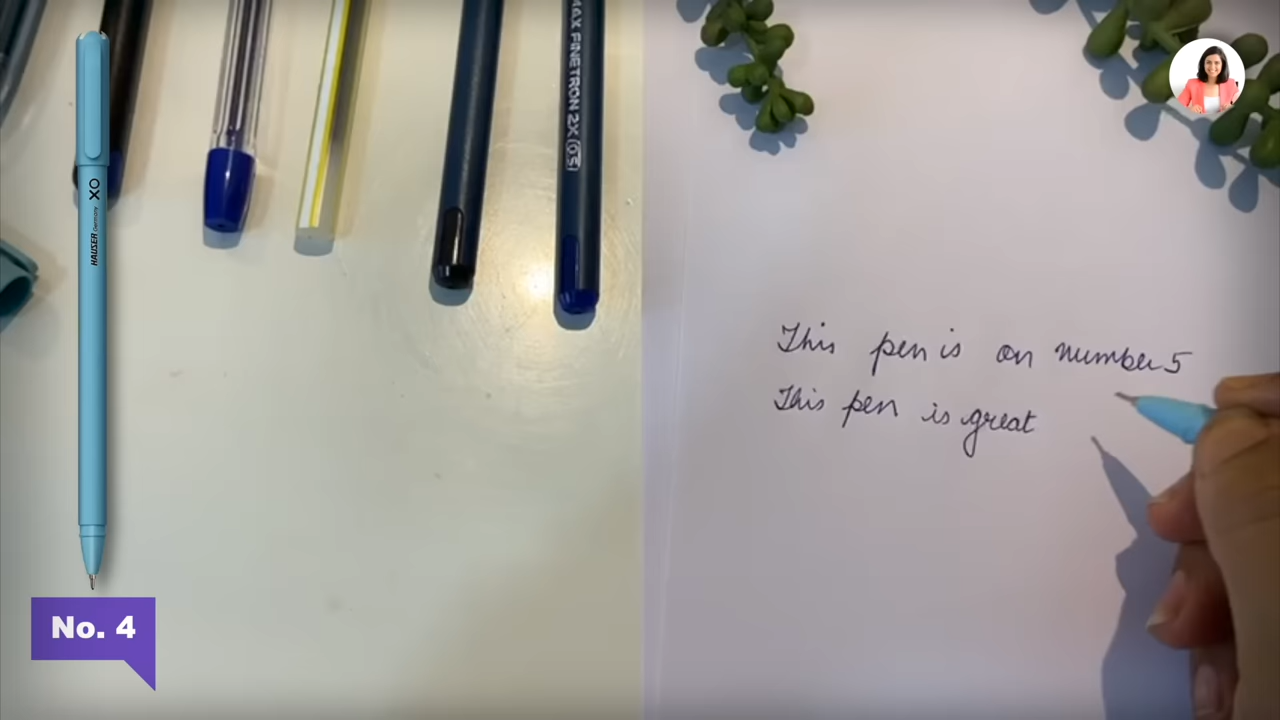 HAUSER Germany XO
MAX FINETRON 2X 0.5
No. 4
This pen is on number 5
This pen is great